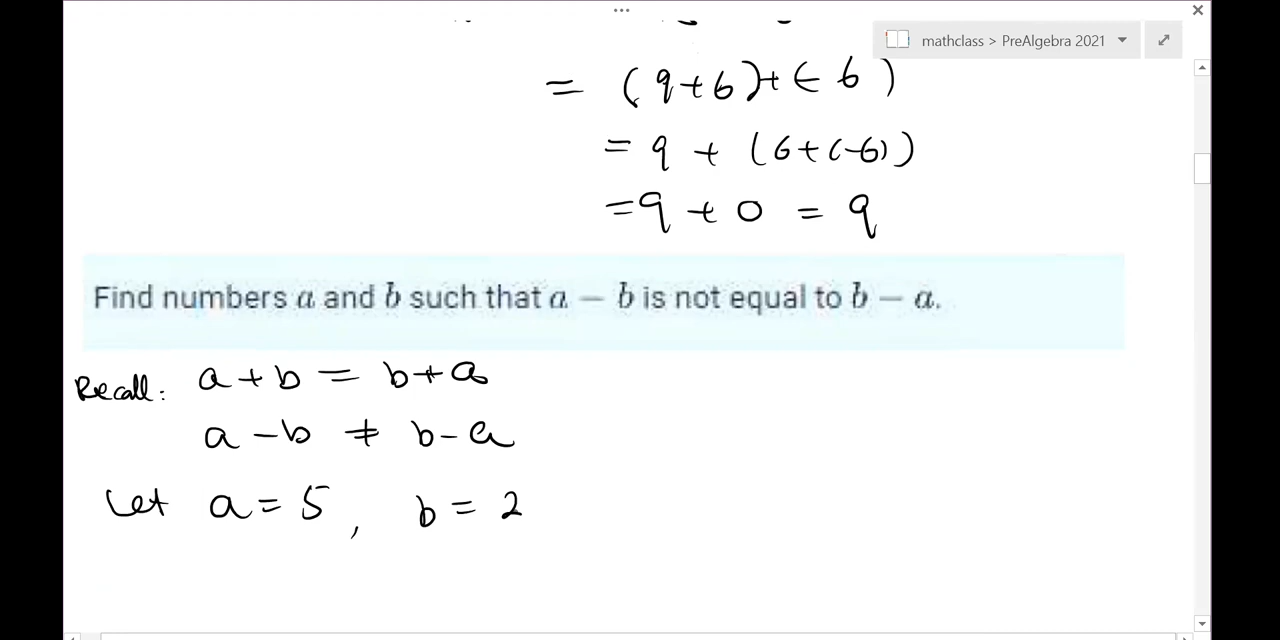 mathclass > PreAlgebra 2021
= (9+6)+(-6)
= 9 + (6+(-6))
=9 + 0 = 9
Find numbers a and b such that a − b is not equal to b − a.
Recall: a + b = b + a
a - b ≠ b - a
Let a = 5, b = 2